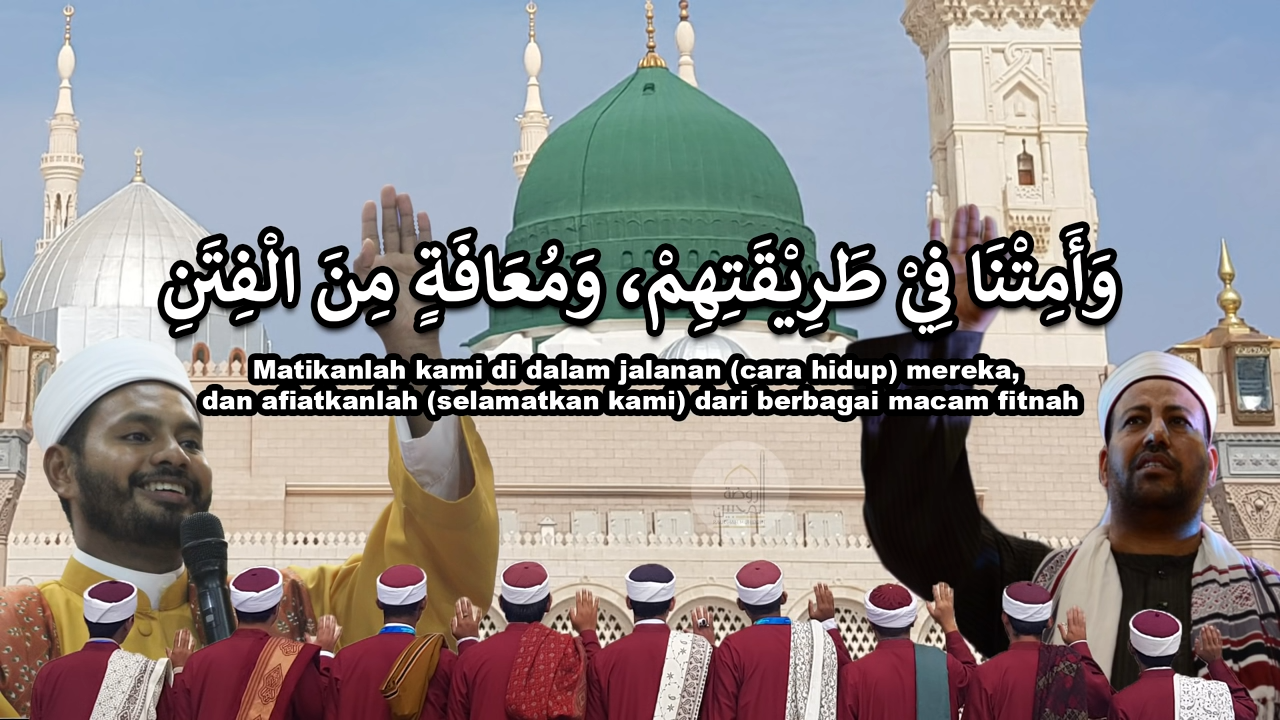 وَأَمِتْنَا فِيْ طَرِيْقَتِهِمْ، وَمُعَافَةٍ مِنَ الْفِتَنِ
Matikanlah kami di dalam jalanan (cara hidup) mereka,
dan afiatkanlah (selamatkan kami) dari berbagai macam fitnah